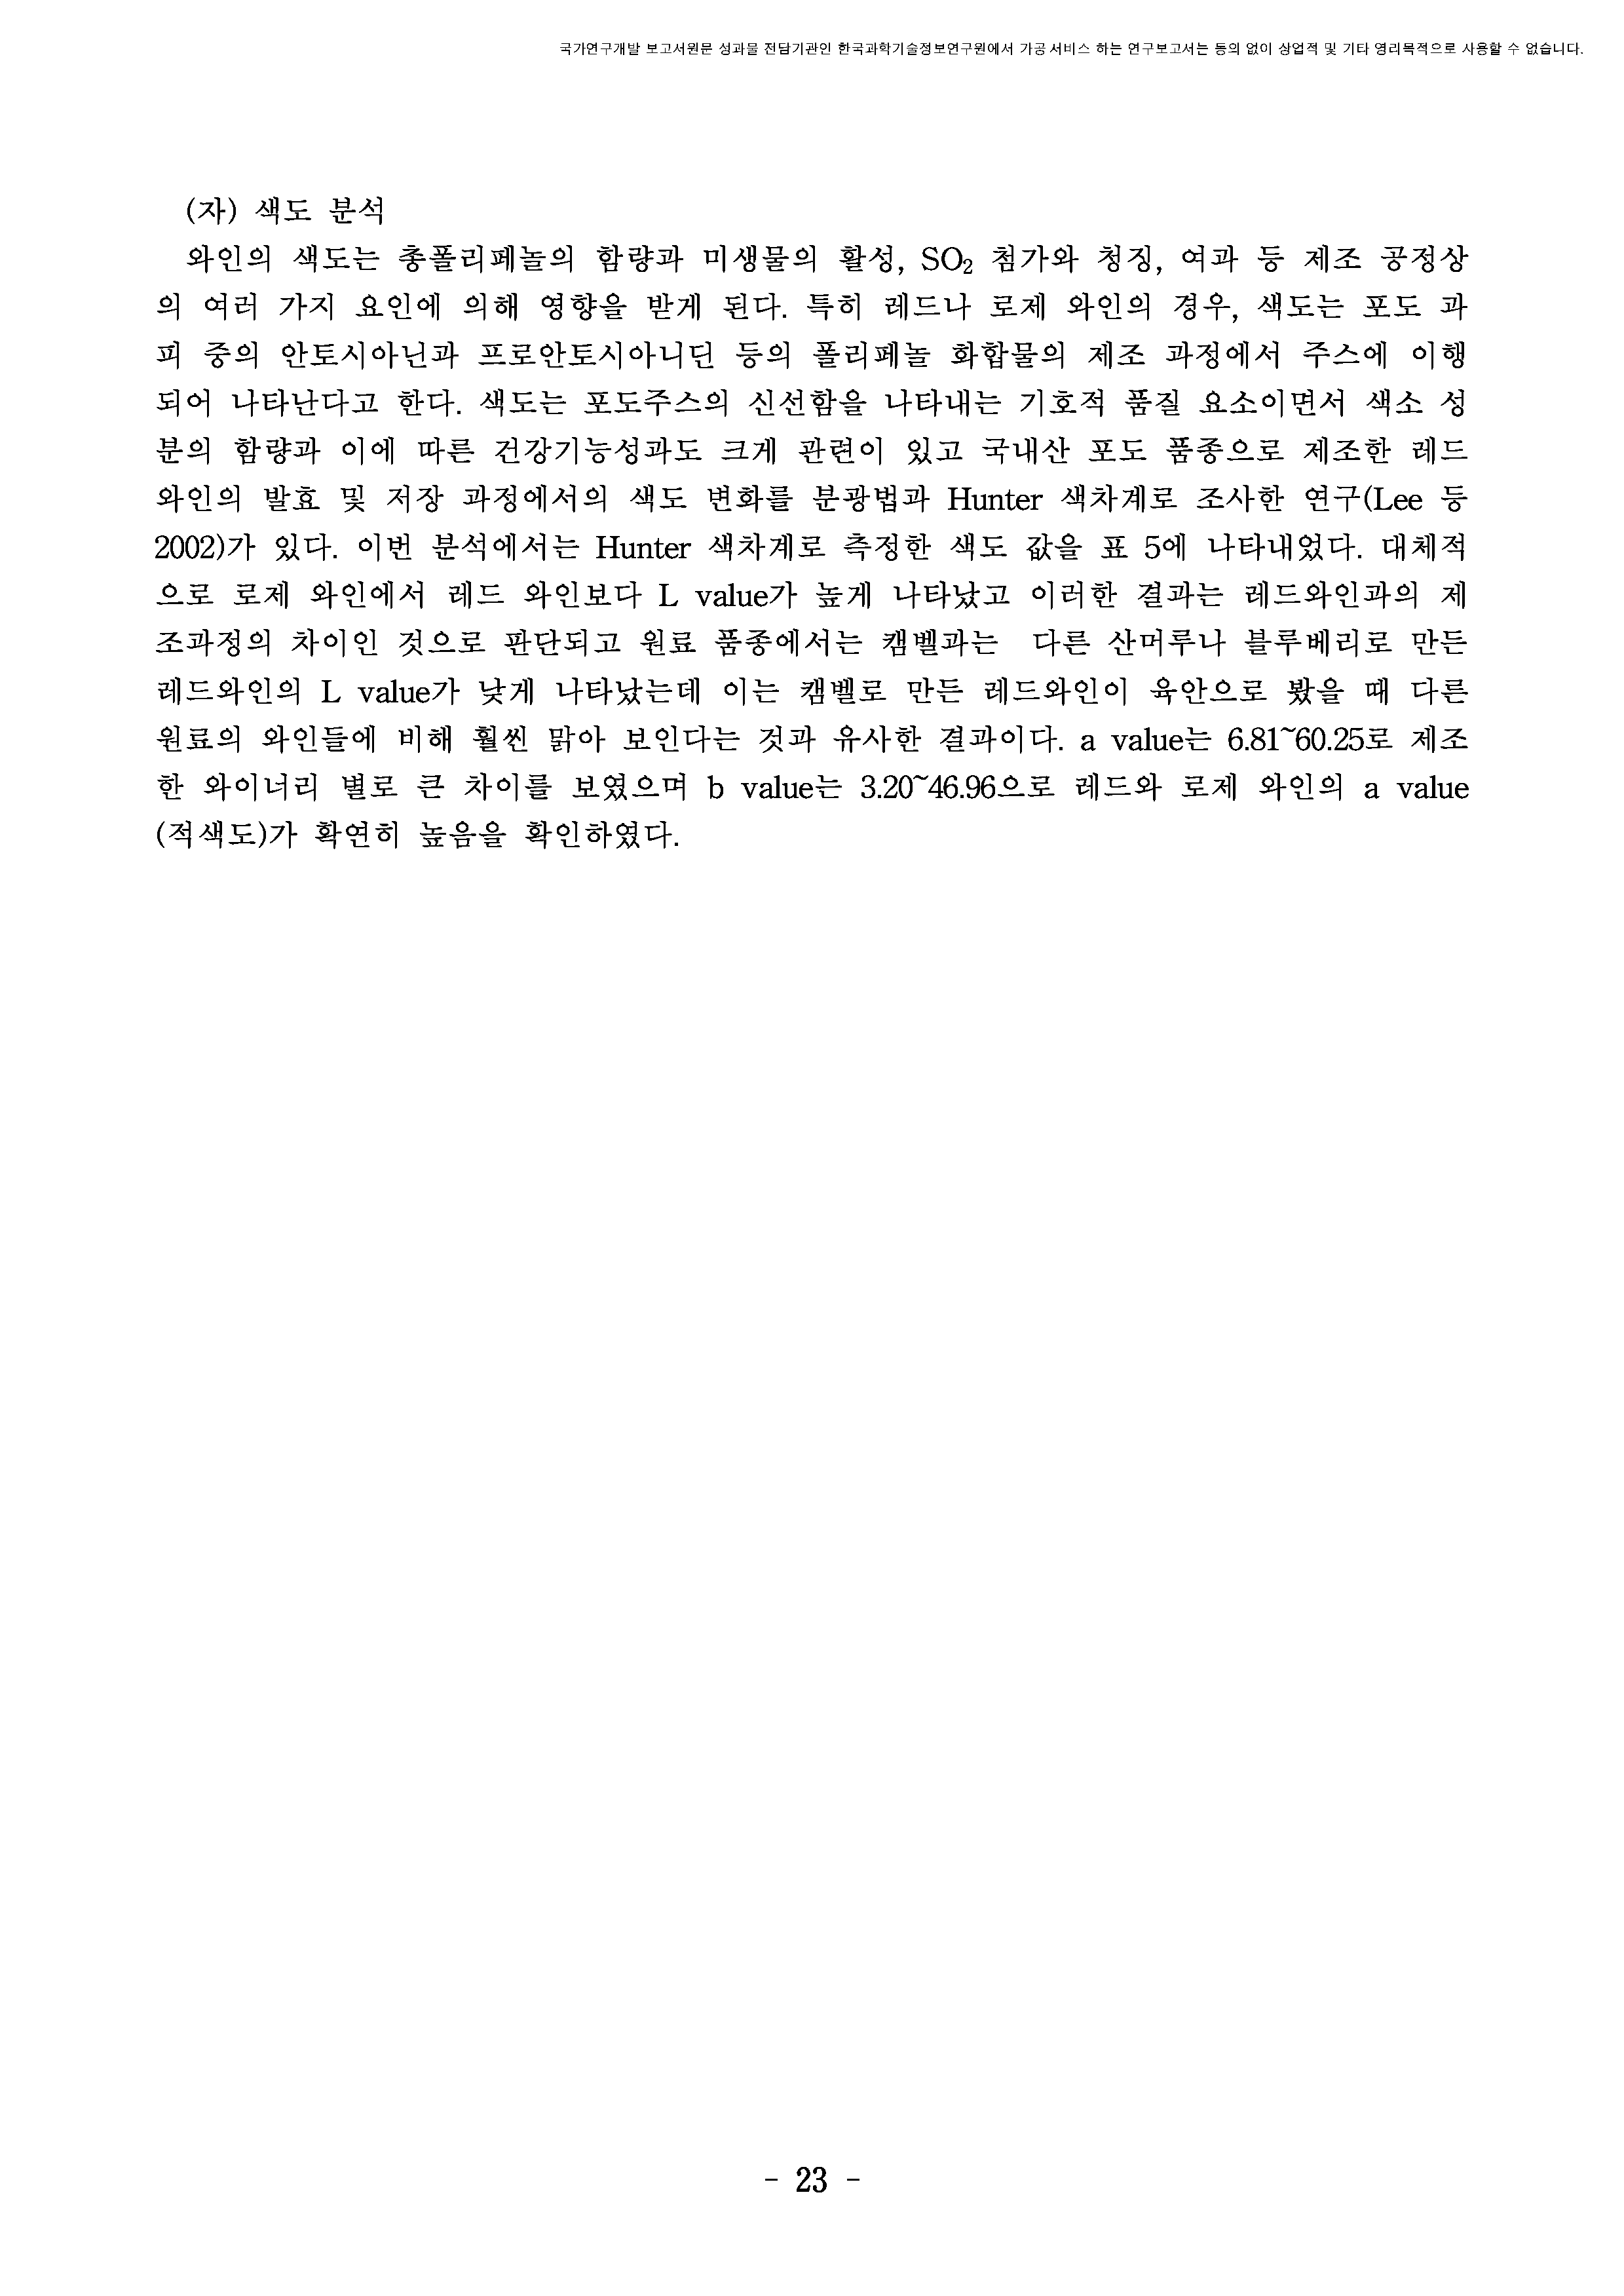 국가연구개발 보고서원문 성과물 전담기관인 한국과학기술정보연구원에서 가공·서비스 하는 연구보고서는 동의 없이 상업적 및 기타 영리목적으로 사용할 수 없습니다.
(자) 색도 분석
와인의 색도는 총폴리페놀의 함량과 미생물의 활성, SO₂ 첨가와 청징, 여과 등 제조 공정상
의 여러 가지 요인에 의해 영향을 받게 된다. 특히 레드나 로제 와인의 경우, 색도는 포도 과
피 중의 안토시아닌과 프로안토시아니딘 등의 폴리페놀 화합물의 제조 과정에서 주스에 이행
되어 나타난다고 한다. 색도는 포도주스의 신선함을 나타내는 기호적 품질 요소이면서 색소 성
분의 함량과 이에 따른 건강기능성과도 크게 관련이 있고 국내산 포도 품종으로 제조한 레드
와인의 발효 및 저장 과정에서의 색도 변화를 분광법과 Hunter 색차계로 조사한 연구(Lee 등
2002)가 있다. 이번 분석에서는 Hunter 색차계로 측정한 색도 값을 표 5에 나타내었다. 대체적
으로 로제 와인에서 레드 와인보다 L value가 높게 나타났고 이러한 결과는 레드와인과의 제
조과정의 차이인 것으로 판단되고 원료 품종에서는 캠벨과는 다른 산머루나 블루베리로 만든
레드와인의 L value가 낮게 나타났는데 이는 캠벨로 만든 레드와인이 육안으로 봤을 때 다른
원료의 와인들에 비해 훨씬 맑아 보인다는 것과 유사한 결과이다. a value는 6.81~60.25로 제조
한 와이너리 별로 큰 차이를 보였으며 b value는 3.20~46.96으로 레드와 로제 와인의 a value
(적색도)가 확연히 높음을 확인하였다.
- 23 -